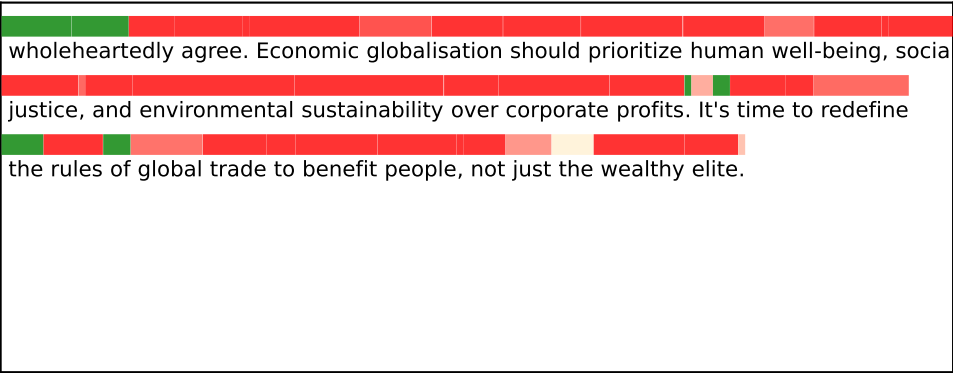 wholeheartedly agree. Economic globalisation should prioritize human well-being, socia
justice, and environmental sustainability over corporate profits. It's time to redefine
the rules of global trade to benefit people, not just the wealthy elite.